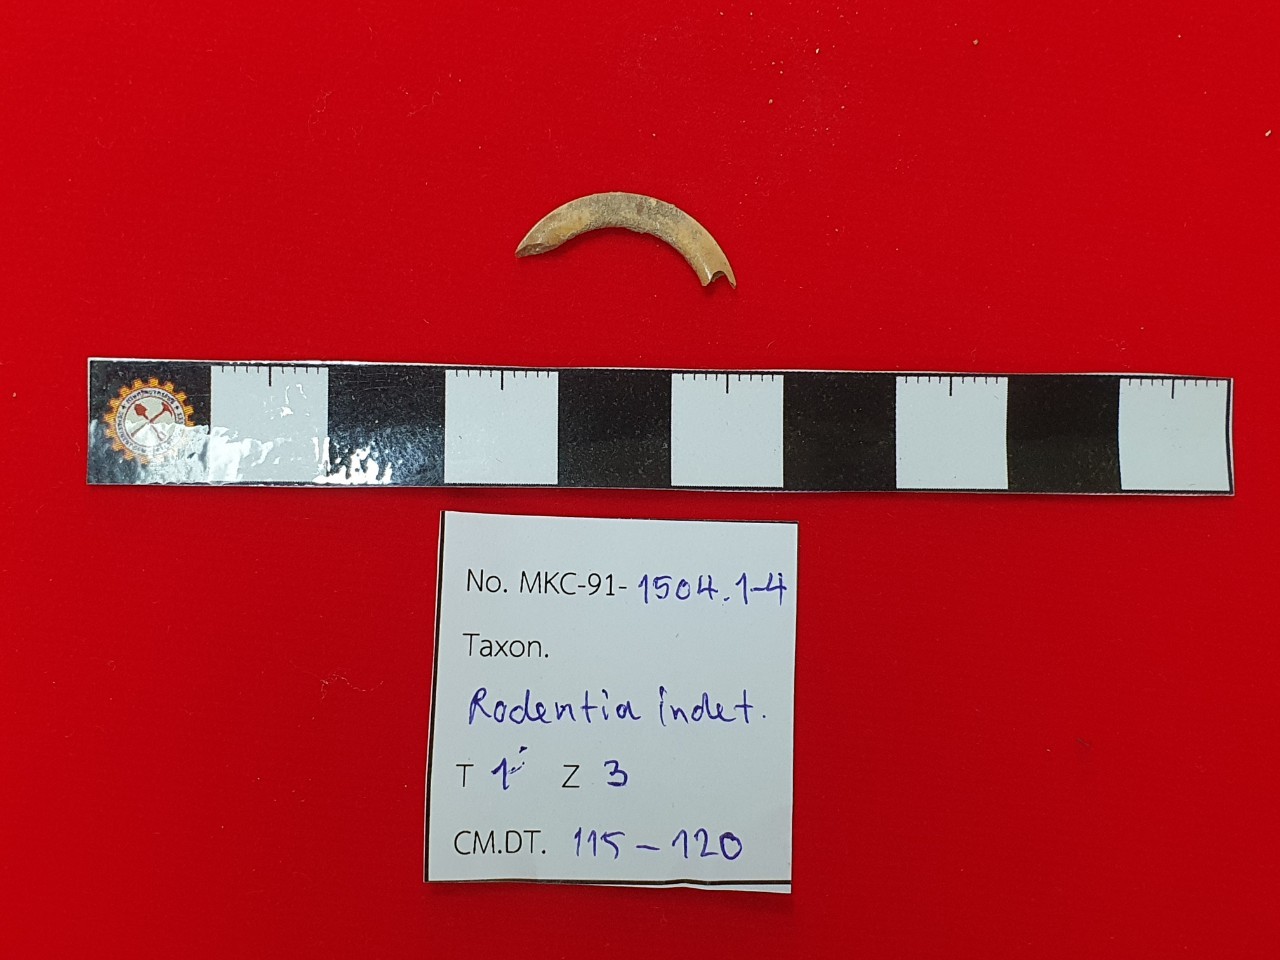 No. MKC-91-1504.1-4
Taxon.
Rodentia indet.
T 1' Z 3
CM.DT. 115-120